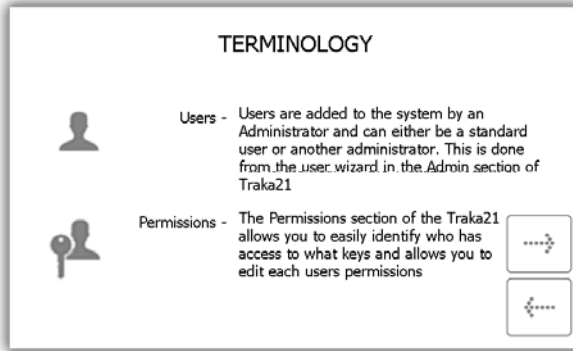 TERMINOLOGY
Users - Users are added to the system by an
Administrator and can either be a standard
user or another administrator. This is done
from the user wizard in the Admin section of
Traka21
Permissions - The Permissions section of the Traka21
allows you to easily identify who has
access to what keys and allows you to
edit each users permissions